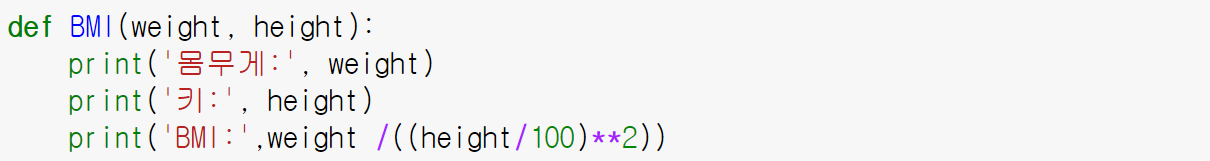 def BMI(weight, height):
    print('몸무게:', weight)
    print('키:', height)
    print('BMI:',weight /((height/100)**2))